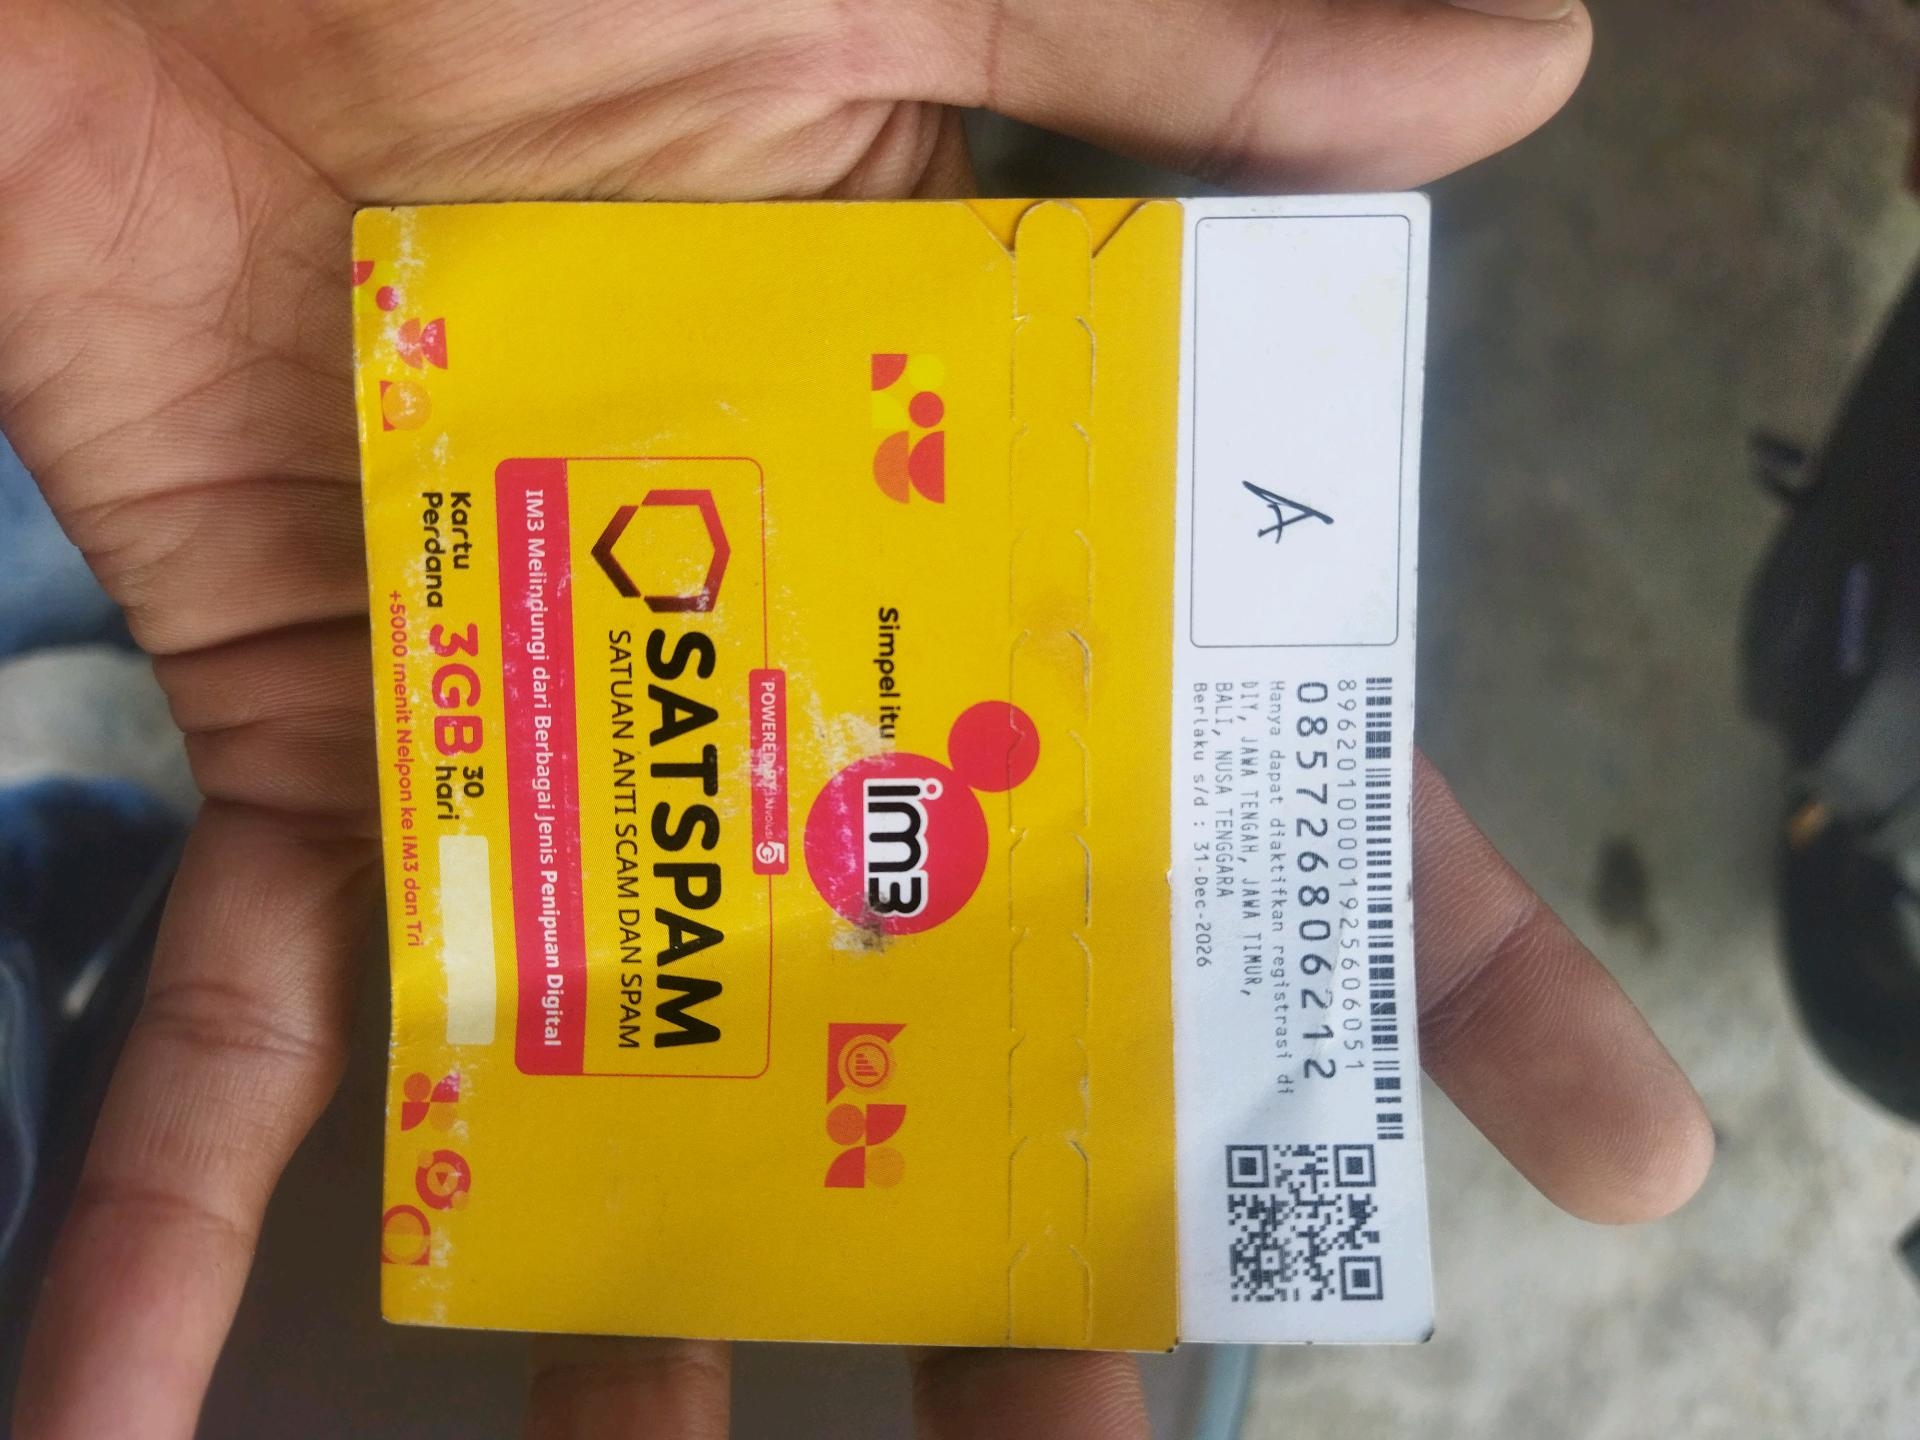 A
89620100001925606051
085726806212
Hanya dapat diaktifkan registrasi di
DIY, JAWA TENGAH, JAWA TIMUR,
BALI, NUSA TENGGARA
Berlaku s/d : 31-Dec-2026
Simpel itu
im3
POWERED BY
5G
SATSPAM
SATUAN ANTI SCAM DAN SPAM
IM3 Melindungi dari Berbagai Jenis Penipuan Digital
Kartu
Perdana
3GB
30
hari
+5000 menit Nelpon ke IM3 dan Tri